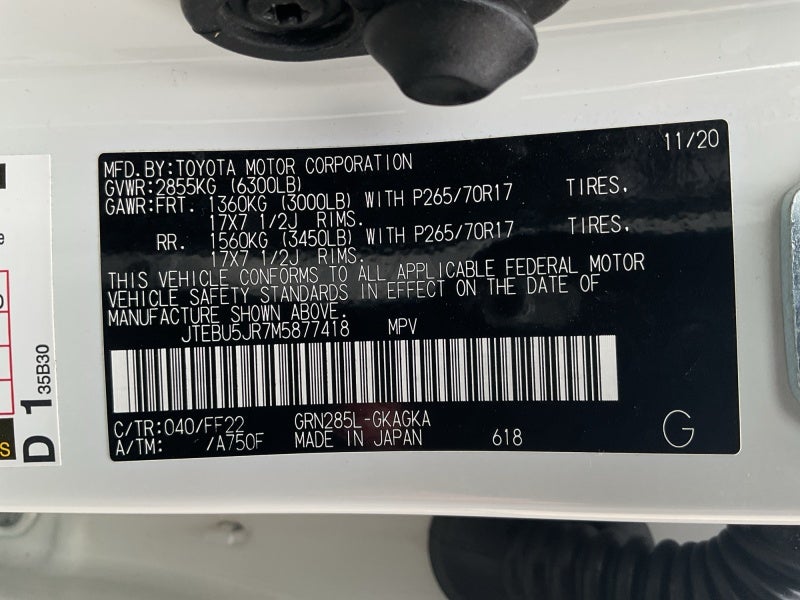 11/20
MFD.BY:TOYOTA MOTOR CORPORATION
GVWR:2855KG (6300LB)
GAWR:FRT. 1360KG (3000LB) WITH P265/70R17 TIRES,
17X7 1/2J RIMS.
RR. 1560KG (3450LB) WITH P265/70R17 TIRES,
17X7 1/2J RIMS.
THIS VEHICLE CONFORMS TO ALL APPLICABLE FEDERAL MOTOR
VEHICLE SAFETY STANDARDS IN EFFECT ON THE DATE OF
MANUFACTURE SHOWN ABOVE.
JTEBU5JR7M5877418 MPV
C/TR:040/FF22 GRN285L-GKAGKA
A/TM: /A750F MADE IN JAPAN 618 G
D1 35B30